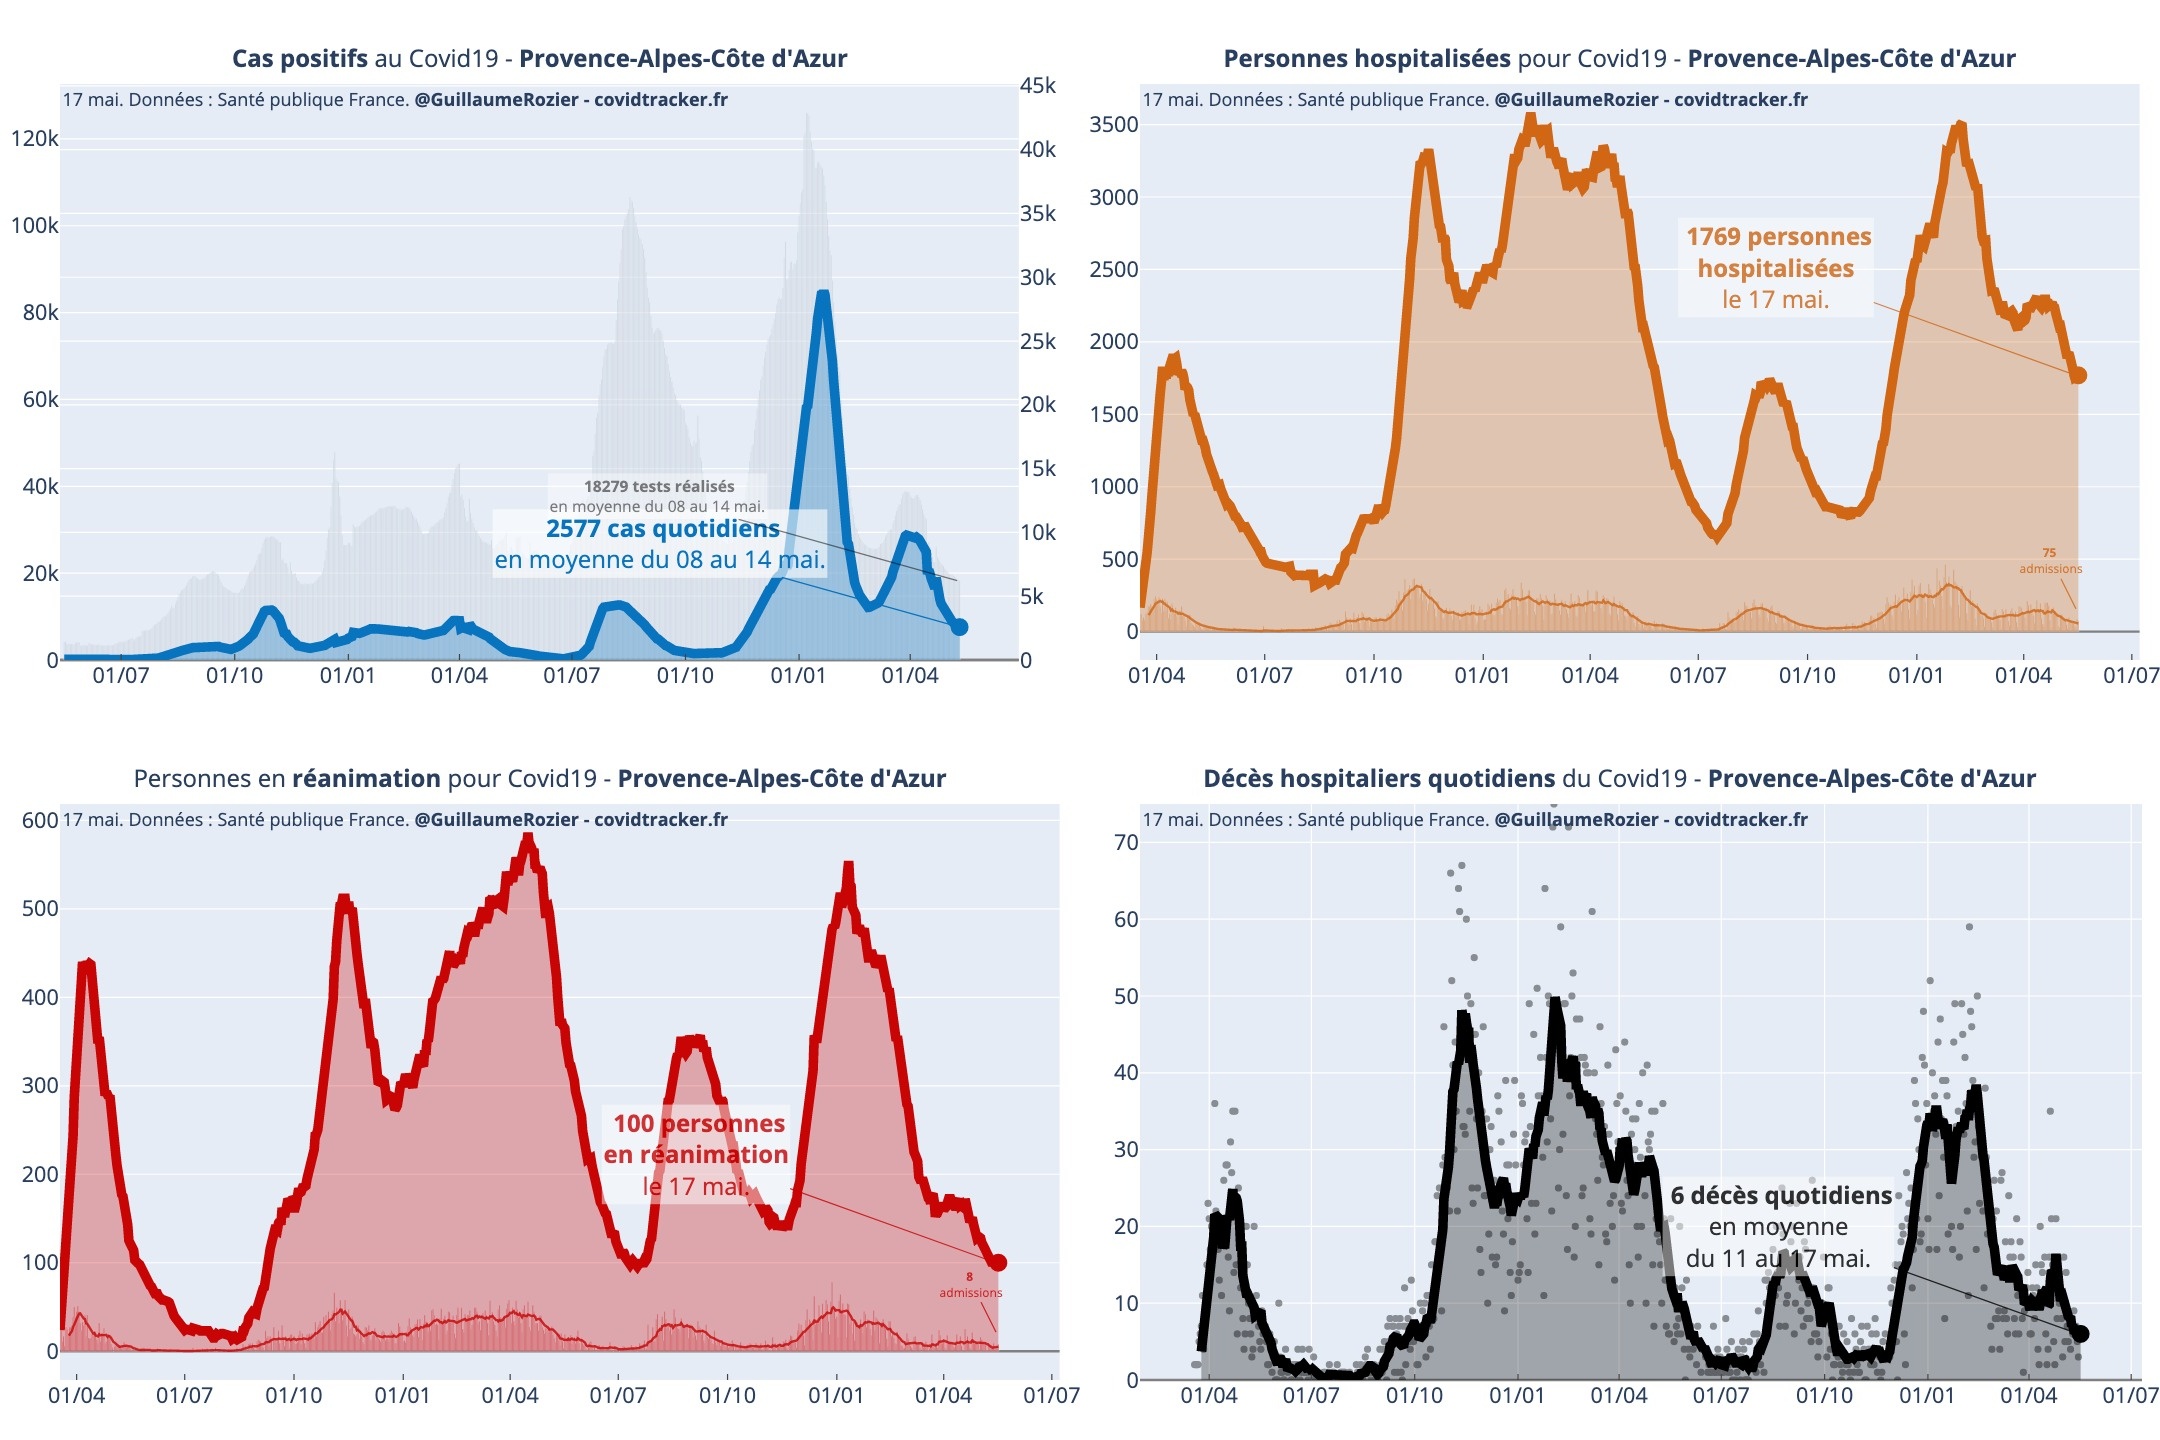 Cas positifs au Covid19 - Provence-Alpes-Côte d'Azur
17 mai. Données : Santé publique France. @GuillaumeRozier - covidtracker.fr
120k
100k
80k
60k
40k
20k
0
45k
40k
35k
30k
25k
20k
15k
10k
5k
0
18279 tests réalisés
en moyenne du 08 au 14 mai.
2577 cas quotidiens
en moyenne du 08 au 14 mai.
01/07 01/10 01/01 01/04 01/07 01/10 01/01 01/04
Personnes hospitalisées pour Covid19 - Provence-Alpes-Côte d'Azur
17 mai. Données : Santé publique France. @GuillaumeRozier - covidtracker.fr
3500
3000
2500
2000
1500
1000
500
0
1769 personnes
hospitalisées
le 17 mai.
75
admissions
01/04 01/07 01/10 01/01 01/04 01/07 01/10 01/01 01/04 01/07
Personnes en réanimation pour Covid19 - Provence-Alpes-Côte d'Azur
17 mai. Données : Santé publique France. @GuillaumeRozier - covidtracker.fr
600
500
400
300
200
100
0
100 personnes
en réanimation
le 17 mai.
8
admissions
01/04 01/07 01/10 01/01 01/04 01/07 01/10 01/01 01/04 01/07
Décès hospitaliers quotidiens du Covid19 - Provence-Alpes-Côte d'Azur
17 mai. Données : Santé publique France. @GuillaumeRozier - covidtracker.fr
70
60
50
40
30
20
10
0
6 décès quotidiens
en moyenne
du 11 au 17 mai.
01/04 01/07 01/10 01/01 01/04 01/07 01/10 01/01 01/04 01/07